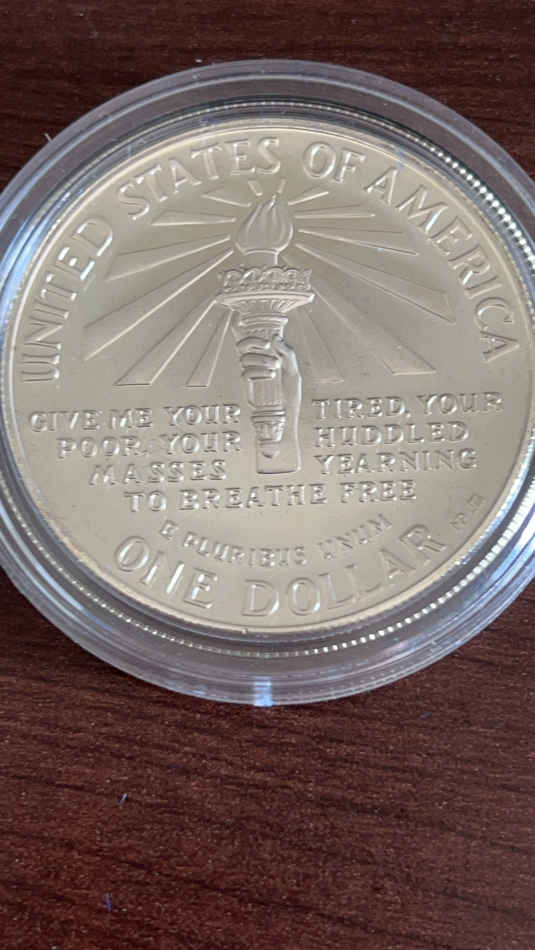 UNITED STATES OF AMERICA
GIVE ME YOUR TIRED, YOUR
POOR, YOUR HUDDLED
MASSES YEARNING
TO BREATHE FREE
E PLURIBUS UNUM
ONE DOLLAR